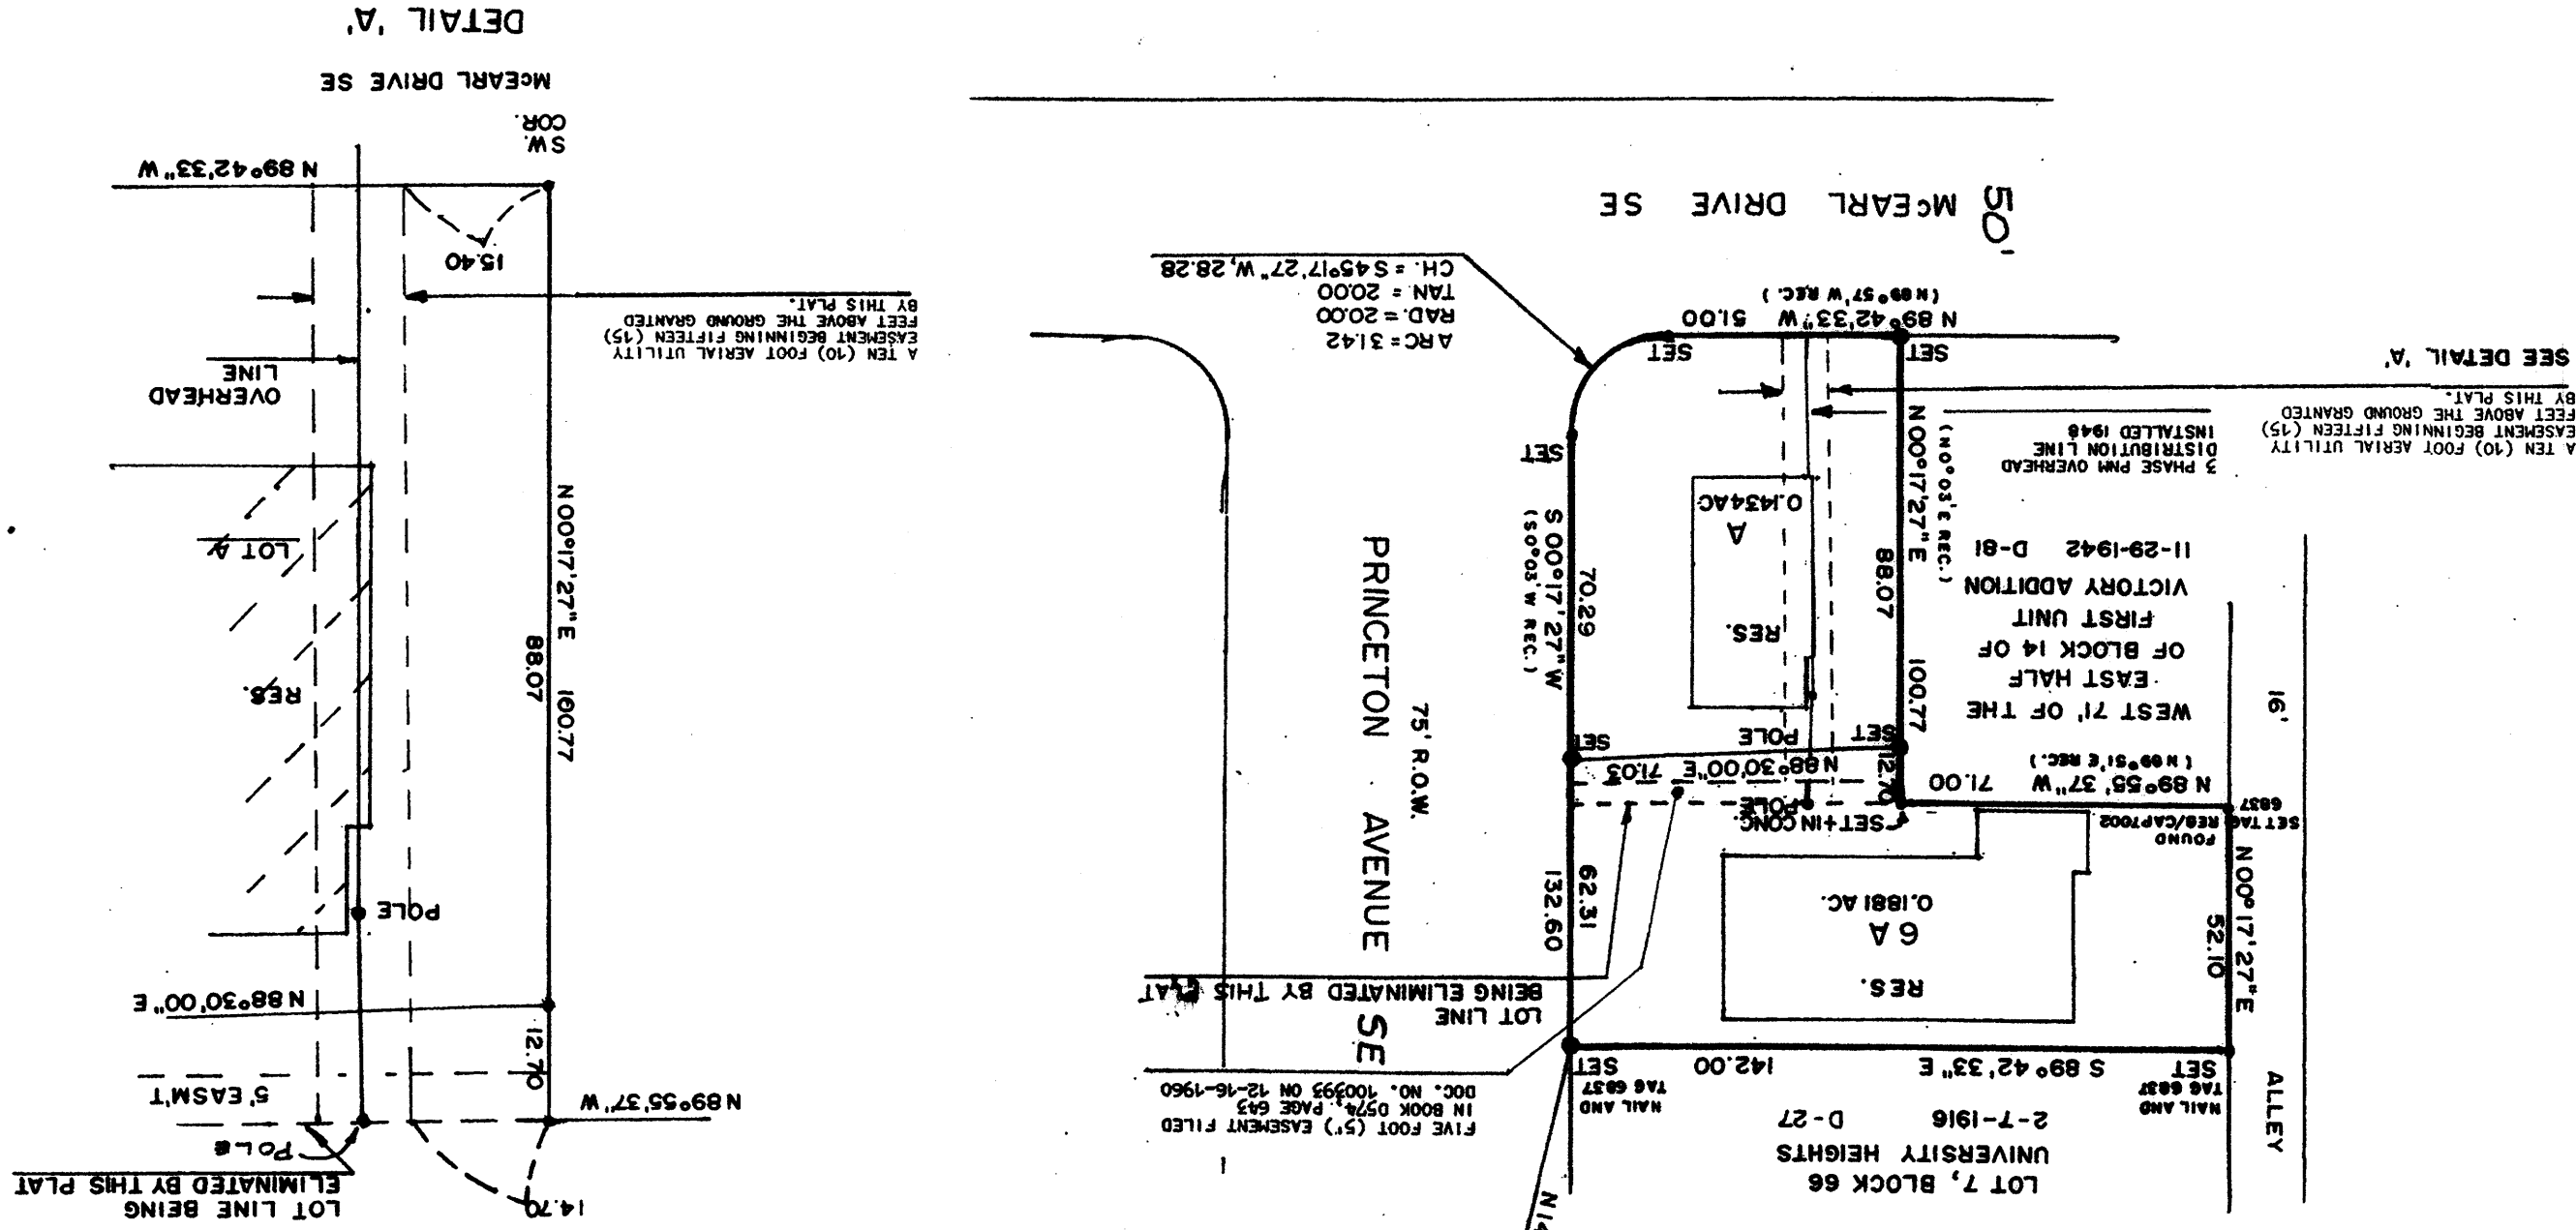 LOT 7, BLOCK 66
UNIVERSITY HEIGHTS
2-7-1916 D-27
ALLEY
16'
NAIL AND
TAG 6837
SET
S 89°42'33" E 142.00
NAIL AND
TAG 6837
SET
FIVE FOOT (5') EASEMENT FILED
IN BOOK D574, PAGE 643
DOC. NO. 100393 ON 12-16-1960
LOT LINE
BEING ELIMINATED BY THIS PLAT
N 00°17'27" E
52.10
RES.
6A
0.1881 AC.
62.31
132.60
FOUND
REB/CAP7002
SET TAG
6837
N 89°55'37" W 71.00
(N 89°51'E REC.)
SET + IN CONC.
POLE
12.70
N 88°30'00"E 71.03
SET
POLE
SET
WEST 71' OF THE
EAST HALF
OF BLOCK 14 OF
FIRST UNIT
VICTORY ADDITION
11-29-1942 D-81
100.77
88.07
N 00°17'27" E
(N 0°03'E REC.)
RES.
A
0.1434AC
70.29
S 00°17'27" W
(S 0°03' W REC.)
PRINCETON AVENUE SE
75' R.O.W.
3 PHASE PNM OVERHEAD
DISTRIBUTION LINE
INSTALLED 1948
A TEN (10) FOOT AERIAL UTILITY
EASEMENT BEGINNING FIFTEEN (15)
FEET ABOVE THE GROUND GRANTED
BY THIS PLAT.
SEE DETAIL 'A'
SET
SET
SET
N 89°42'33" W 51.00
(N 89°57' W REC.)
ARC = 31.42
RAD. = 20.00
TAN. = 20.00
CH. = S 45°17'27" W, 28.28
50'
McEARL DRIVE SE
14.70
LOT LINE BEING
ELIMINATED BY THIS PLAT
POLE
N 89°55'37" W
5' EASM'T
12.70
N 88°30'00" E
POLE
RES.
LOT A
N 00°17'27" E 100.77
88.07
OVERHEAD
LINE
A TEN (10) FOOT AERIAL UTILITY
EASEMENT BEGINNING FIFTEEN (15)
FEET ABOVE THE GROUND GRANTED
BY THIS PLAT.
15.40
N 89°42'33" W
S.W.
COR.
McEARL DRIVE SE
DETAIL 'A'